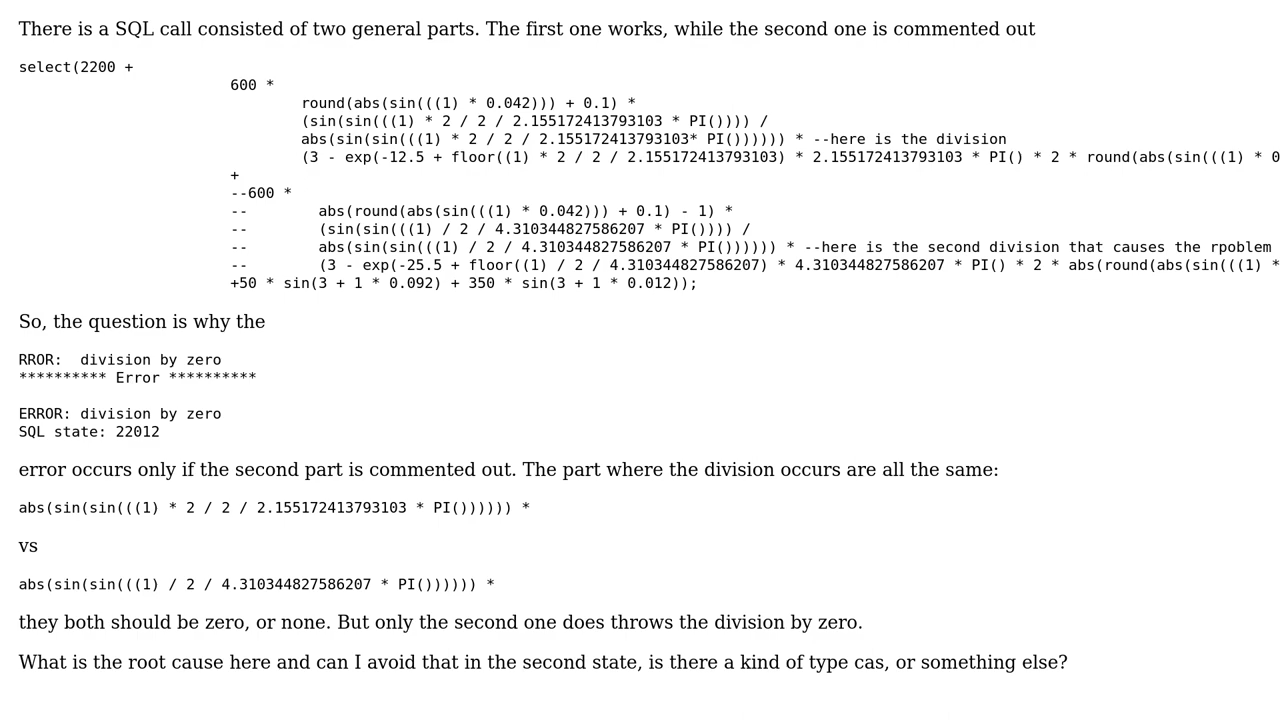 There is a SQL call consisted of two general parts. The first one works, while the second one is commented out
select(2200 +
600 *
round(abs(sin(((1) * 0.042))) + 0.1) *
(sin(sin(((1) * 2 / 2 / 2.155172413793103 * PI()))) /
abs(sin(sin(((1) * 2 / 2 / 2.155172413793103* PI()))))) * --here is the division
(3 - exp(-12.5 + floor((1) * 2 / 2 / 2.155172413793103) * 2.155172413793103 * PI() * 2 * round(abs(sin(((1) * 0
+
--600 *
-- abs(round(abs(sin(((1) * 0.042))) + 0.1) - 1) *
-- (sin(sin(((1) / 2 / 4.310344827586207 * PI()))) /
-- abs(sin(sin(((1) / 2 / 4.310344827586207 * PI()))))) * --here is the second division that causes the rpoblem
-- (3 - exp(-25.5 + floor((1) / 2 / 4.310344827586207) * 4.310344827586207 * PI() * 2 * abs(round(abs(sin(((1) *
+50 * sin(3 + 1 * 0.092) + 350 * sin(3 + 1 * 0.012));
So, the question is why the
RROR:  division by zero
********** Error **********
ERROR: division by zero
SQL state: 22012
error occurs only if the second part is commented out. The part where the division occurs are all the same:
abs(sin(sin(((1) * 2 / 2 / 2.155172413793103 * PI()))))) *
vs
abs(sin(sin(((1) / 2 / 4.310344827586207 * PI()))))) *
they both should be zero, or none. But only the second one does throws the division by zero.
What is the root cause here and can I avoid that in the second state, is there a kind of type cas, or something else?